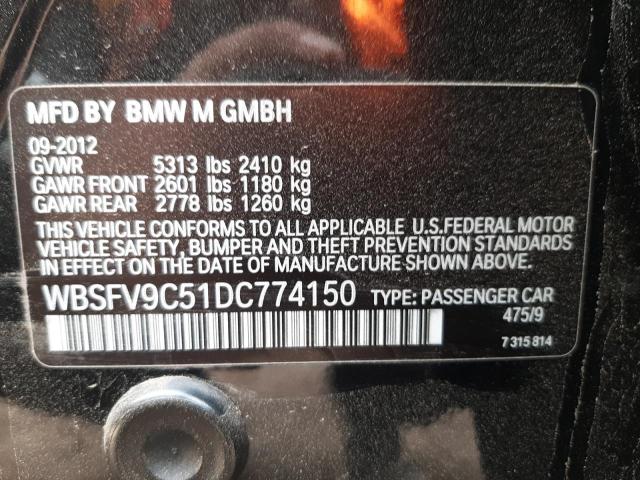 MFD BY BMW M GMBH
09-2012
GVWR 5313 lbs 2410 kg
GAWR FRONT 2601 lbs 1180 kg
GAWR REAR 2778 lbs 1260 kg
THIS VEHICLE CONFORMS TO ALL APPLICABLE U.S.FEDERAL MOTOR
VEHICLE SAFETY, BUMPER AND THEFT PREVENTION STANDARDS
IN EFFECT ON THE DATE OF MANUFACTURE SHOWN ABOVE.
WBSFV9C51DC774150 TYPE: PASSENGER CAR
475/9
7 315 814